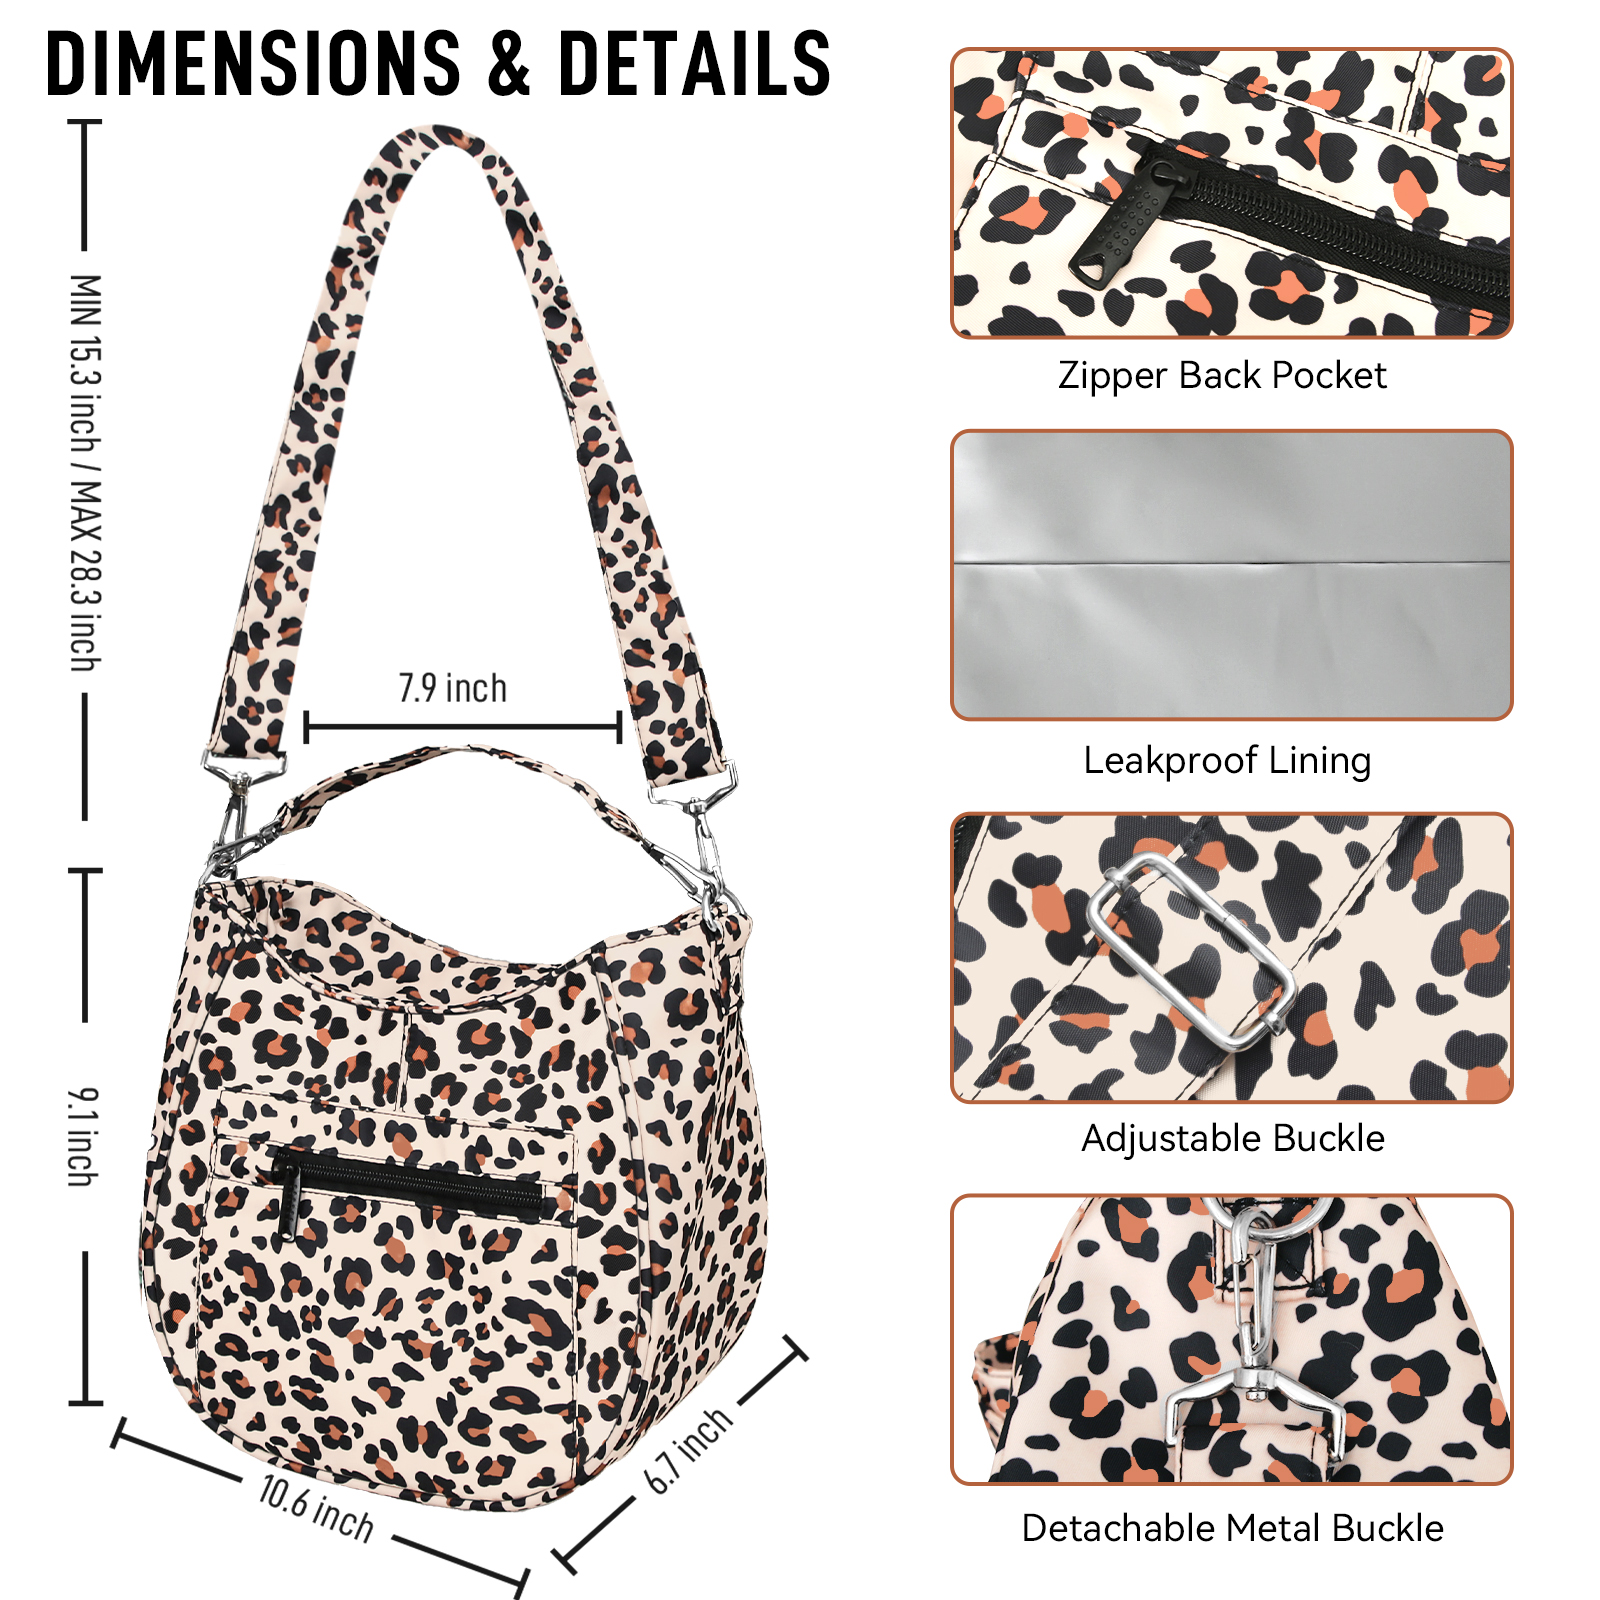 DIMENSIONS & DETAILS
MIN 15.3 inch / MAX 28.3 inch
7.9 inch
9.1 inch
10.6 inch
6.7 inch
Zipper Back Pocket
Leakproof Lining
Adjustable Buckle
Detachable Metal Buckle